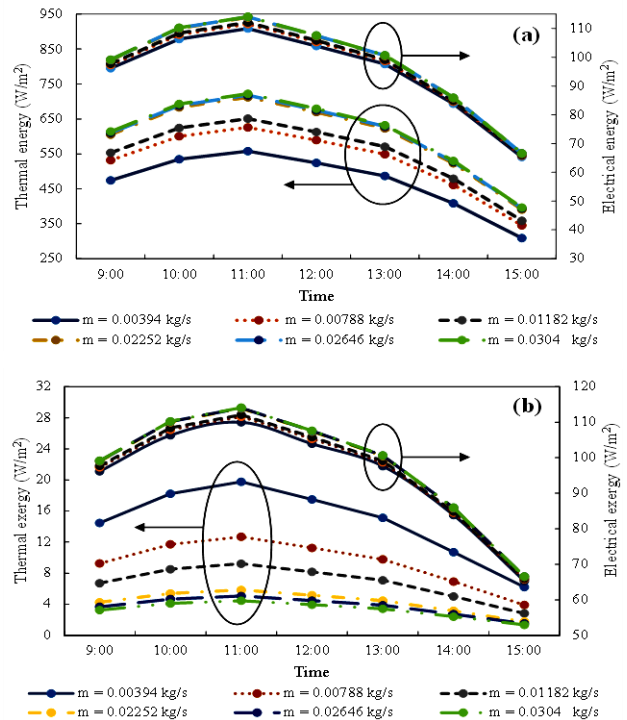 (a)
Thermal energy (W/m²)
950
850
750
650
550
450
350
250
Electrical energy (W/m²)
110
100
90
80
70
60
50
40
30
9:00 10:00 11:00 12:00 13:00 14:00 15:00
Time
m = 0.00394 kg/s m = 0.00788 kg/s m = 0.01182 kg/s
m = 0.02252 kg/s m = 0.02646 kg/s m = 0.0304 kg/s
(b)
Thermal exergy (W/m²)
32
28
24
20
16
12
8
4
0
Electrical exergy (W/m²)
120
110
100
90
80
70
60
50
9:00 10:00 11:00 12:00 13:00 14:00 15:00
Time
m = 0.00394 kg/s m = 0.00788 kg/s m = 0.01182 kg/s
m = 0.02252 kg/s m = 0.02646 kg/s m = 0.0304 kg/s